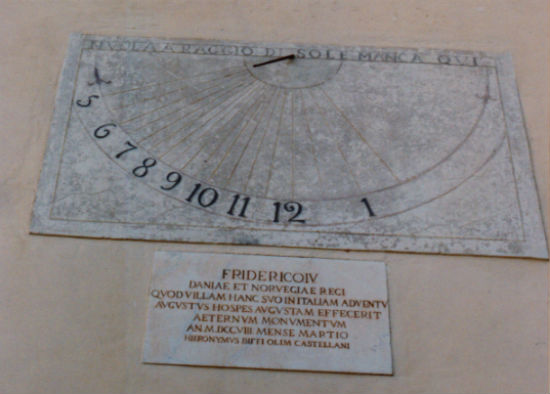 NVOLA A RAGGIO DI SOLE MANCA QVI
5 6 7 8 9 10 11 12 1
FRIDERICO IV
DANIAE ET NORVEGIAE REGI
QVOD VILLAM HANC SVO IN ITALIAM ADVENTV
AVGVSTVS HOSPES AVGVSTAM EFFECERIT
AETERNVM MONVMENTVM
AN. M.DCCVIII MENSE MARTIO
HIERONYMVS BIFFI OLIM CASTELLANI